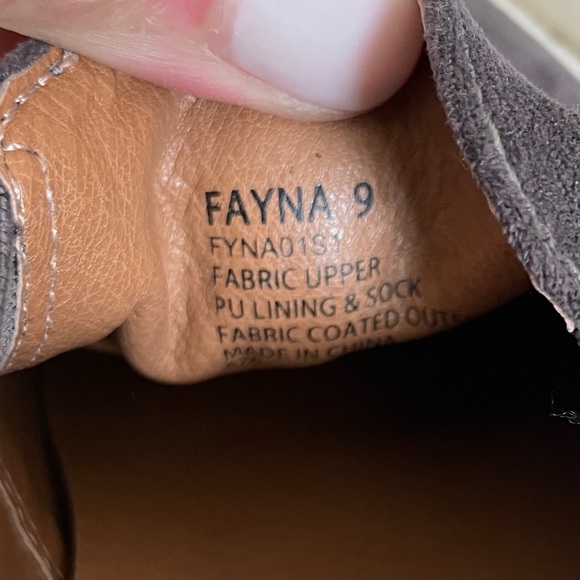 FAYNA 9
FYNA01S1
FABRIC UPPER
PU LINING & SOCK
FABRIC COATED
MADE IN CHINA